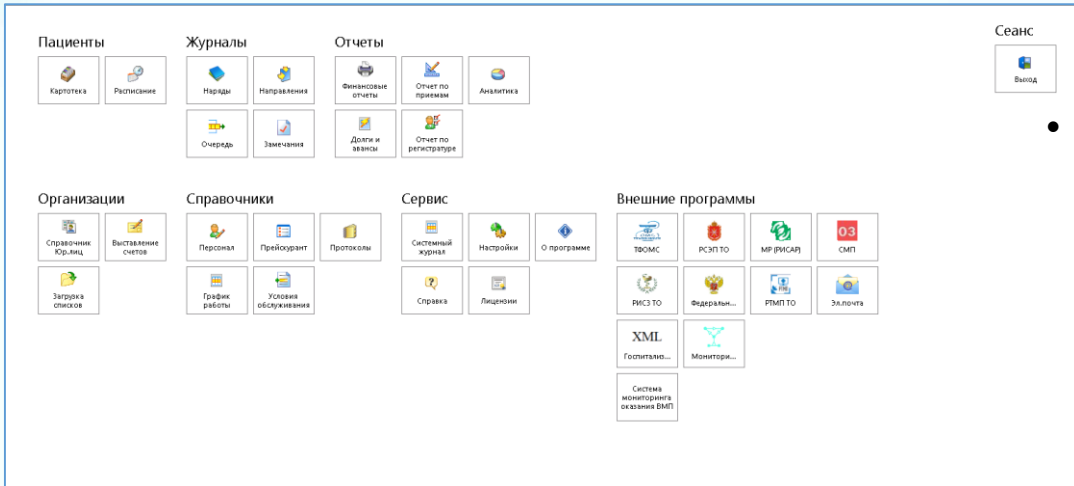 Пациенты
Журналы
Отчеты
Сеанс
Картотека
Расписание
Наряды
Направления
Финансовые
отчеты
Отчет по
приемам
Аналитика
Выход
Очередь
Замечания
Долги и
авансы
Отчет по
регистратуре
Организации
Справочники
Сервис
Внешние программы
Справочник
Юр.лиц
Выставление
счетов
Персонал
Прейскурант
Протоколы
Системный
журнал
Настройки
О программе
ТФОМС
РСЭП ТО
МР (РИСАР)
03
СМП
Загрузка
списков
График
работы
Условия
обслуживания
Справка
Лицензии
РИСЗ ТО
Федеральн...
РТМП ТО
Эл.почта
XML
Госпитализ...
Монитори...
Система
мониторинга
оказания ВМП